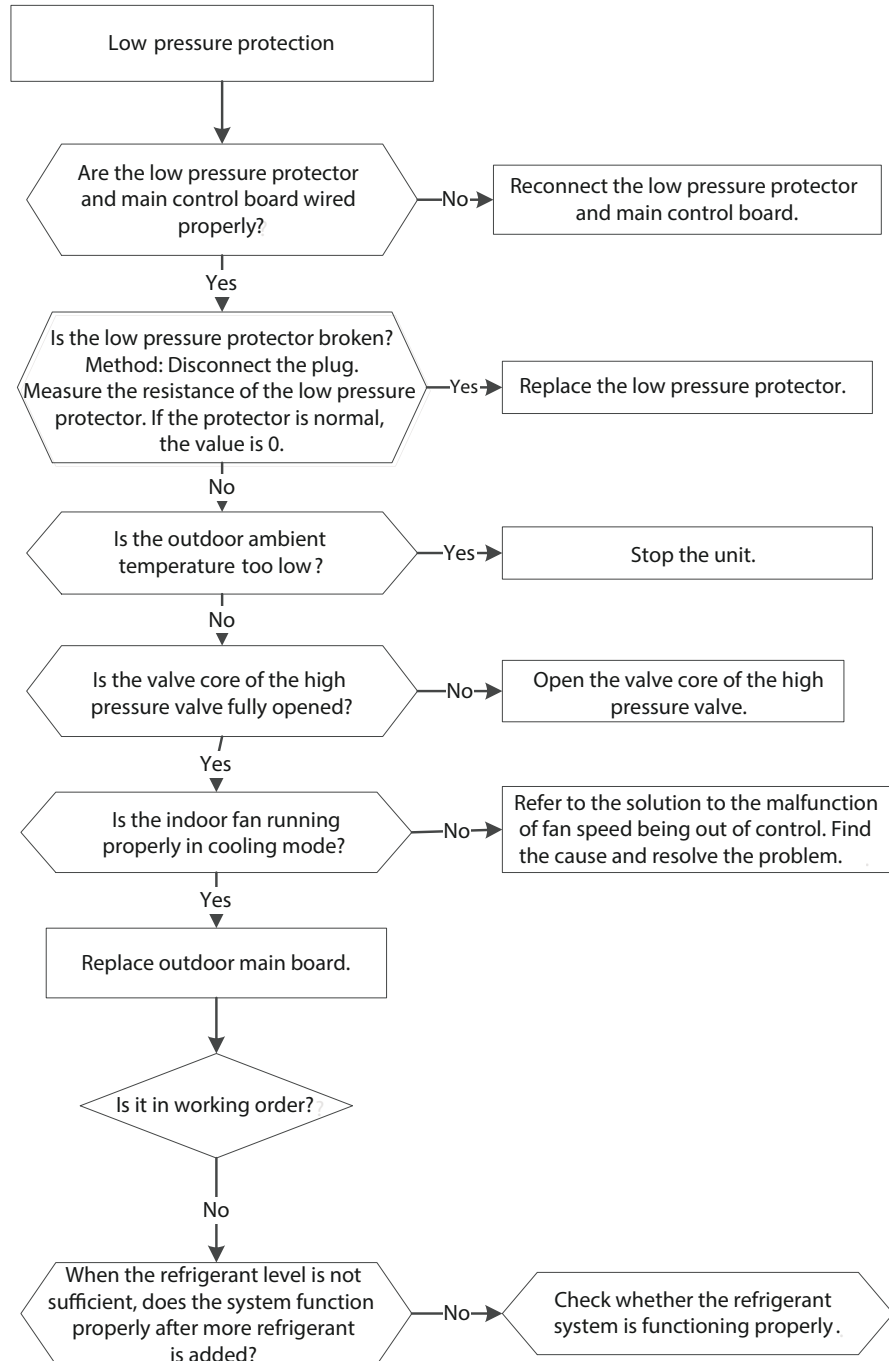 Low pressure protection
Are the low pressure protector
and main control board wired
properly?
No
Reconnect the low pressure protector
and main control board.
Yes
Is the low pressure protector broken?
Method: Disconnect the plug.
Measure the resistance of the low pressure
protector. If the protector is normal,
the value is 0.
Yes
Replace the low pressure protector.
No
Is the outdoor ambient
temperature too low?
Yes
Stop the unit.
No
Is the valve core of the high
pressure valve fully opened?
No
Open the valve core of the high
pressure valve.
Yes
Is the indoor fan running
properly in cooling mode?
No
Refer to the solution to the malfunction
of fan speed being out of control. Find
the cause and resolve the problem.
Yes
Replace outdoor main board.
Is it in working order?
No
When the refrigerant level is not
sufficient, does the system function
properly after more refrigerant
is added?
No
Check whether the refrigerant
system is functioning properly.